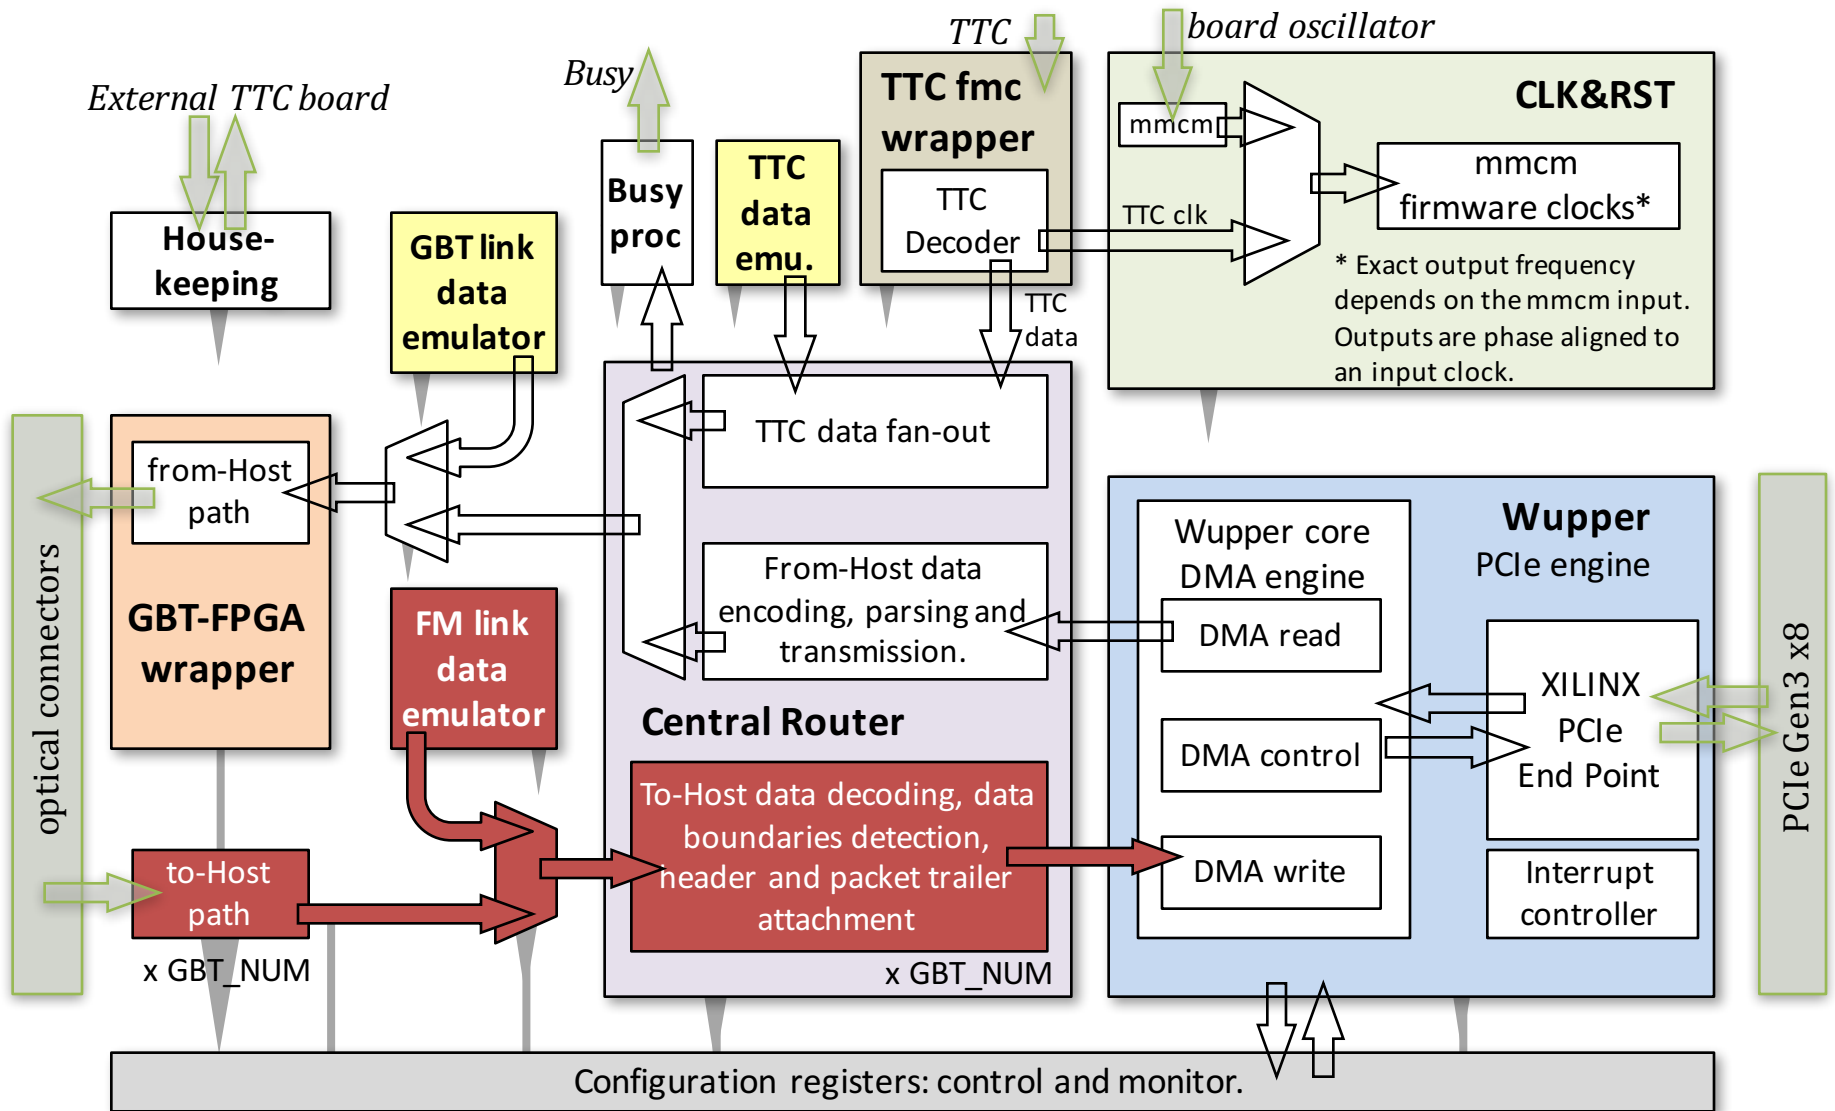 External TTC board
Busy
TTC
board oscillator
House-
keeping
GBT link
data
emulator
Busy
proc
TTC
data
emu.
TTC fmc
wrapper
TTC
Decoder
TTC clk
TTC
data
CLK&RST
mmcm
mmcm
firmware clocks*
* Exact output frequency
depends on the mmcm input.
Outputs are phase aligned to
an input clock.
optical connectors
from-Host
path
GBT-FPGA
wrapper
to-Host
path
x GBT_NUM
FM link
data
emulator
TTC data fan-out
From-Host data
encoding, parsing and
transmission.
Central Router
To-Host data decoding, data
boundaries detection,
header and packet trailer
attachment
x GBT_NUM
Wupper core
DMA engine
DMA read
DMA control
DMA write
Wupper
PCIe engine
XILINX
PCIe
End Point
Interrupt
controller
PCIe Gen3 x8
Configuration registers: control and monitor.